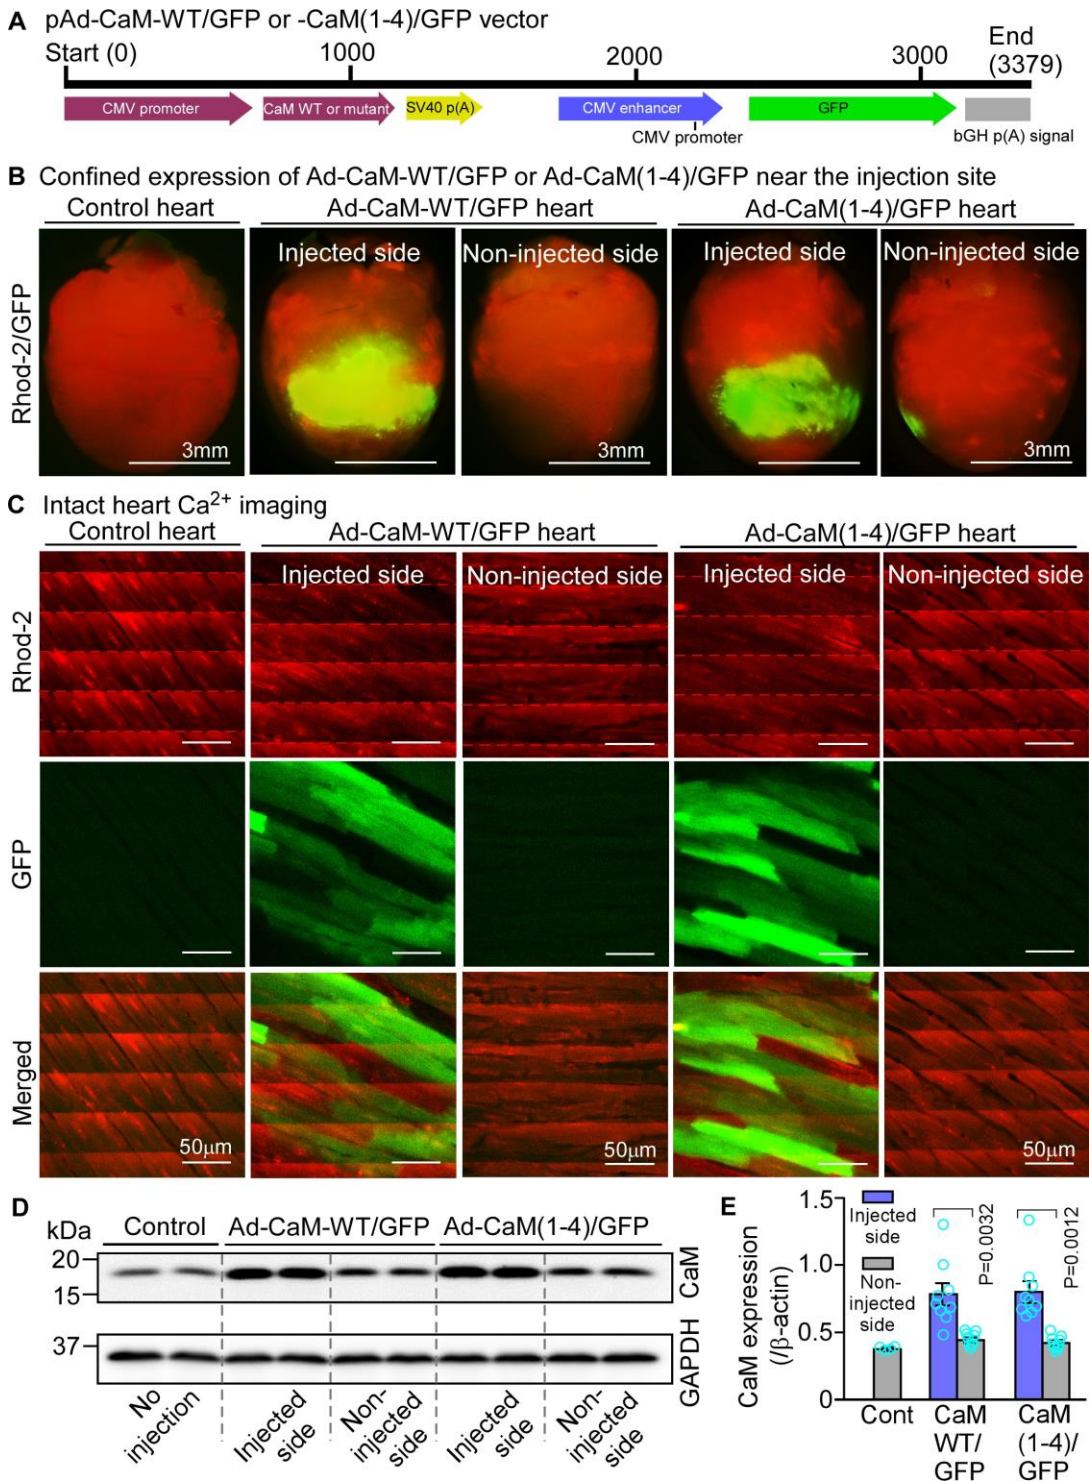 A pAd-CaM-WT/GFP or -CaM(1-4)/GFP vector
Start (0) 1000 2000 3000 End (3379)
CMV promoter CaM WT or mutant SV40 p(A) CMV enhancer GFP
CMV promoter bGH p(A) signal
B Confined expression of Ad-CaM-WT/GFP or Ad-CaM(1-4)/GFP near the injection site
Control heart Ad-CaM-WT/GFP heart Ad-CaM(1-4)/GFP heart
Injected side Non-injected side Injected side Non-injected side
Rhod-2/GFP
3mm 3mm 3mm
C Intact heart Ca²⁺ imaging
Control heart Ad-CaM-WT/GFP heart Ad-CaM(1-4)/GFP heart
Injected side Non-injected side Injected side Non-injected side
Rhod-2
GFP
Merged
50μm 50μm 50μm
D
kDa Control Ad-CaM-WT/GFP Ad-CaM(1-4)/GFP
20
15
CaM
37
GAPDH
No injection
Injected side
Non-injected side
Injected side
Non-injected side
E
CaM expression
(/β-actin)
1.5
1.0
0.5
0
Injected side
Non-injected side
P=0.0032
P=0.0012
Cont
CaM WT/ GFP
CaM (1-4)/ GFP